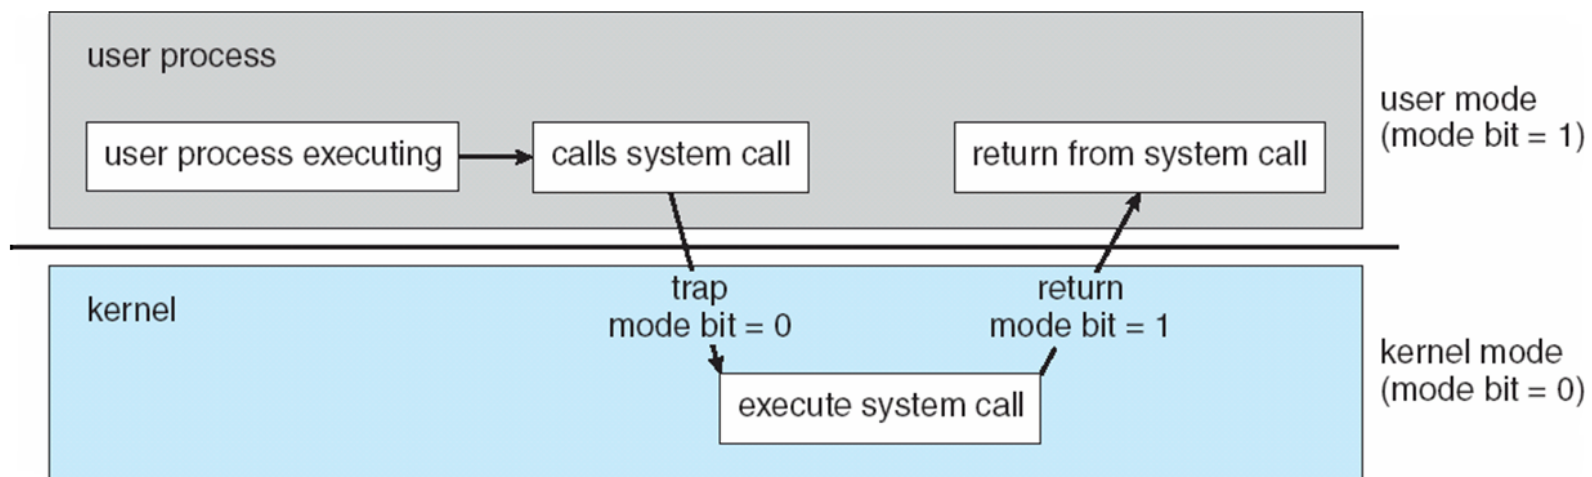 user process
user process executing
calls system call
return from system call
user mode
(mode bit = 1)
kernel
trap
mode bit = 0
return
mode bit = 1
execute system call
kernel mode
(mode bit = 0)